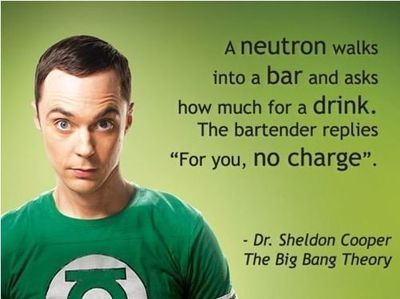 A neutron walks
into a bar and asks
how much for a drink.
The bartender replies
“For you, no charge”.
- Dr. Sheldon Cooper
The Big Bang Theory